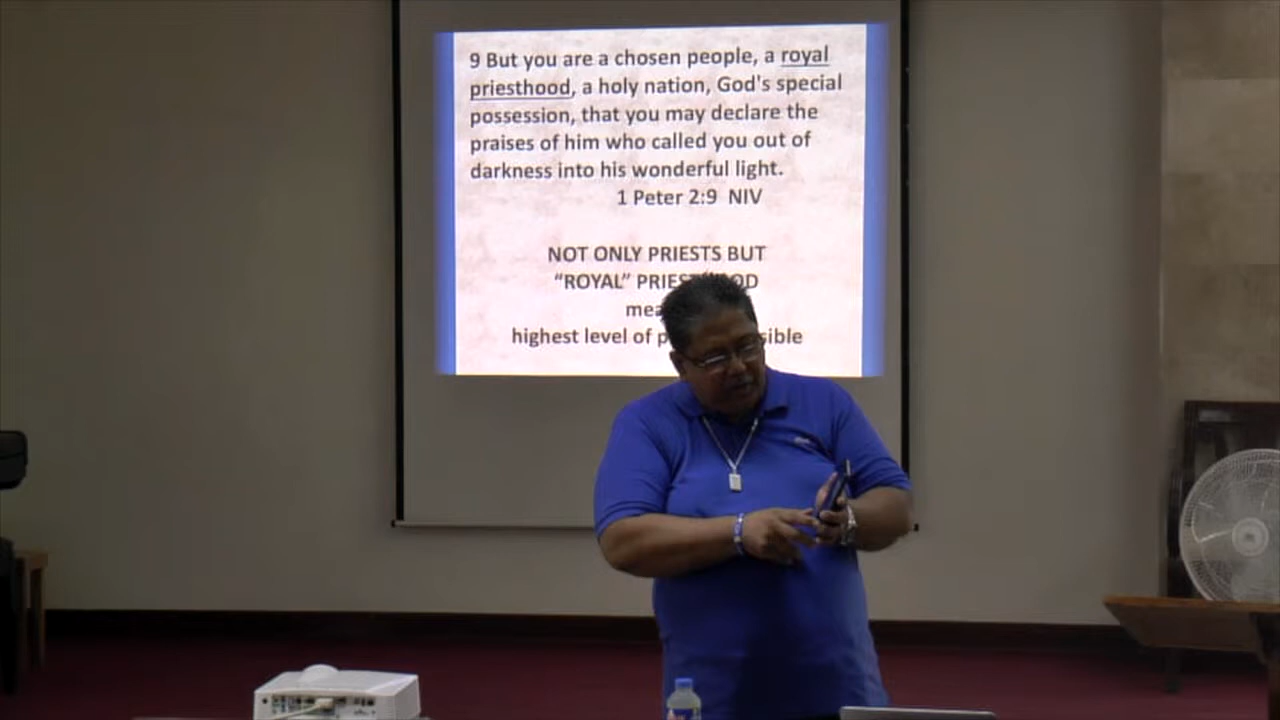 9 But you are a chosen people, a royal
priesthood, a holy nation, God's special
possession, that you may declare the
praises of him who called you out of
darkness into his wonderful light.
1 Peter 2:9 NIV
NOT ONLY PRIESTS BUT
“ROYAL”
highest level of